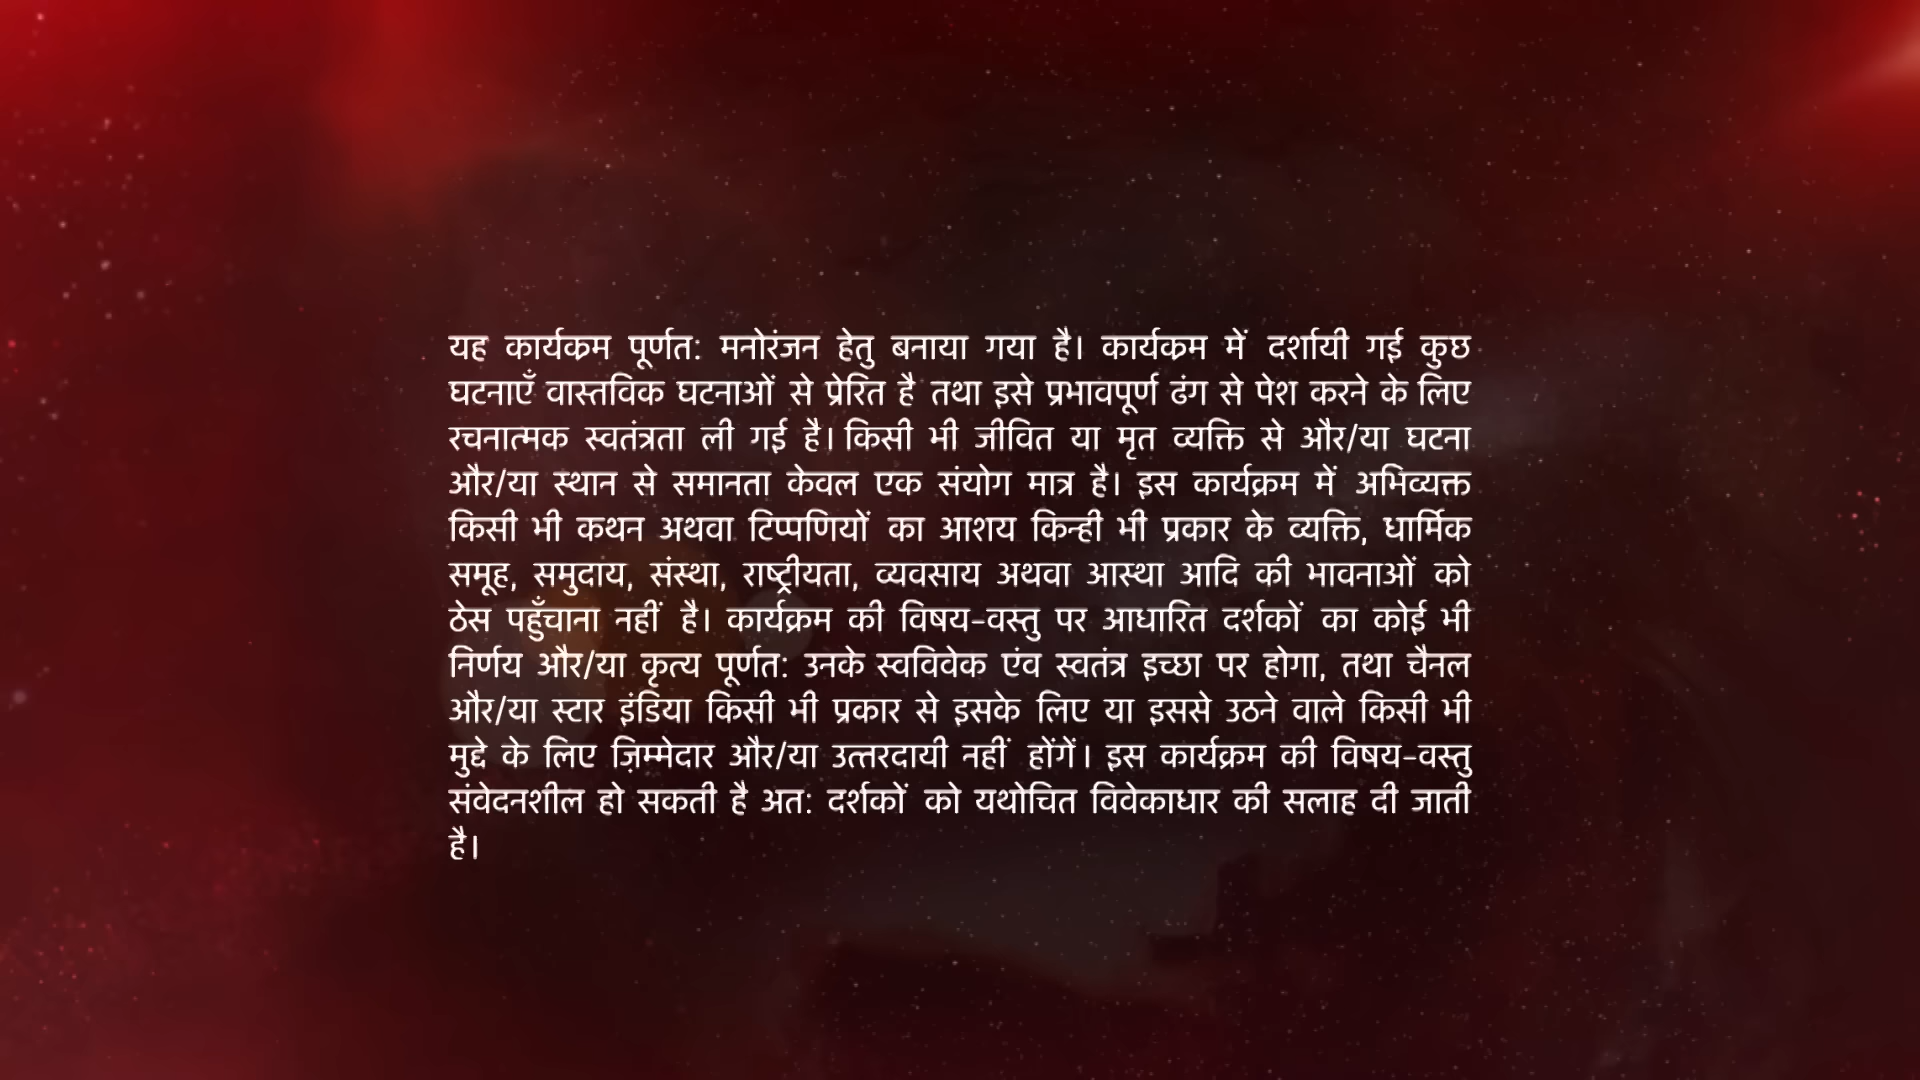 यह कार्यक्रम पूर्णत: मनोरंजन हेतु बनाया गया है। कार्यक्रम में दर्शायी गई कुछ
घटनाएँ वास्तविक घटनाओं से प्रेरित है तथा इसे प्रभावपूर्ण ढंग से पेश करने के लिए
रचनात्मक स्वतंत्रता ली गई है। किसी भी जीवित या मृत व्यक्ति से और/या घटना
और/या स्थान से समानता केवल एक संयोग मात्र है। इस कार्यक्रम में अभिव्यक्त
किसी भी कथन अथवा टिप्पणियों का आशय किन्ही भी प्रकार के व्यक्ति, धार्मिक
समूह, समुदाय, संस्था, राष्ट्रीयता, व्यवसाय अथवा आस्था आदि की भावनाओं को
ठेस पहुँचाना नहीं है। कार्यक्रम की विषय-वस्तु पर आधारित दर्शकों का कोई भी
निर्णय और/या कृत्य पूर्णत: उनके स्वविवेक एंव स्वतंत्र इच्छा पर होगा, तथा चैनल
और/या स्टार इंडिया किसी भी प्रकार से इसके लिए या इससे उठने वाले किसी भी
मुद्दे के लिए ज़िम्मेदार और/या उत्तरदायी नहीं होंगें। इस कार्यक्रम की विषय-वस्तु
संवेदनशील हो सकती है अत: दर्शकों को यथोचित विवेकाधार की सलाह दी जाती
है।